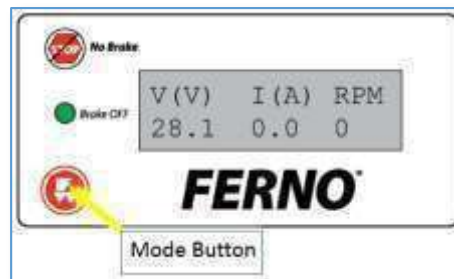 STOP No Brake
V(V) I(A) RPM
Brake OFF
28.1 0.0 0
FERNO
Mode Button